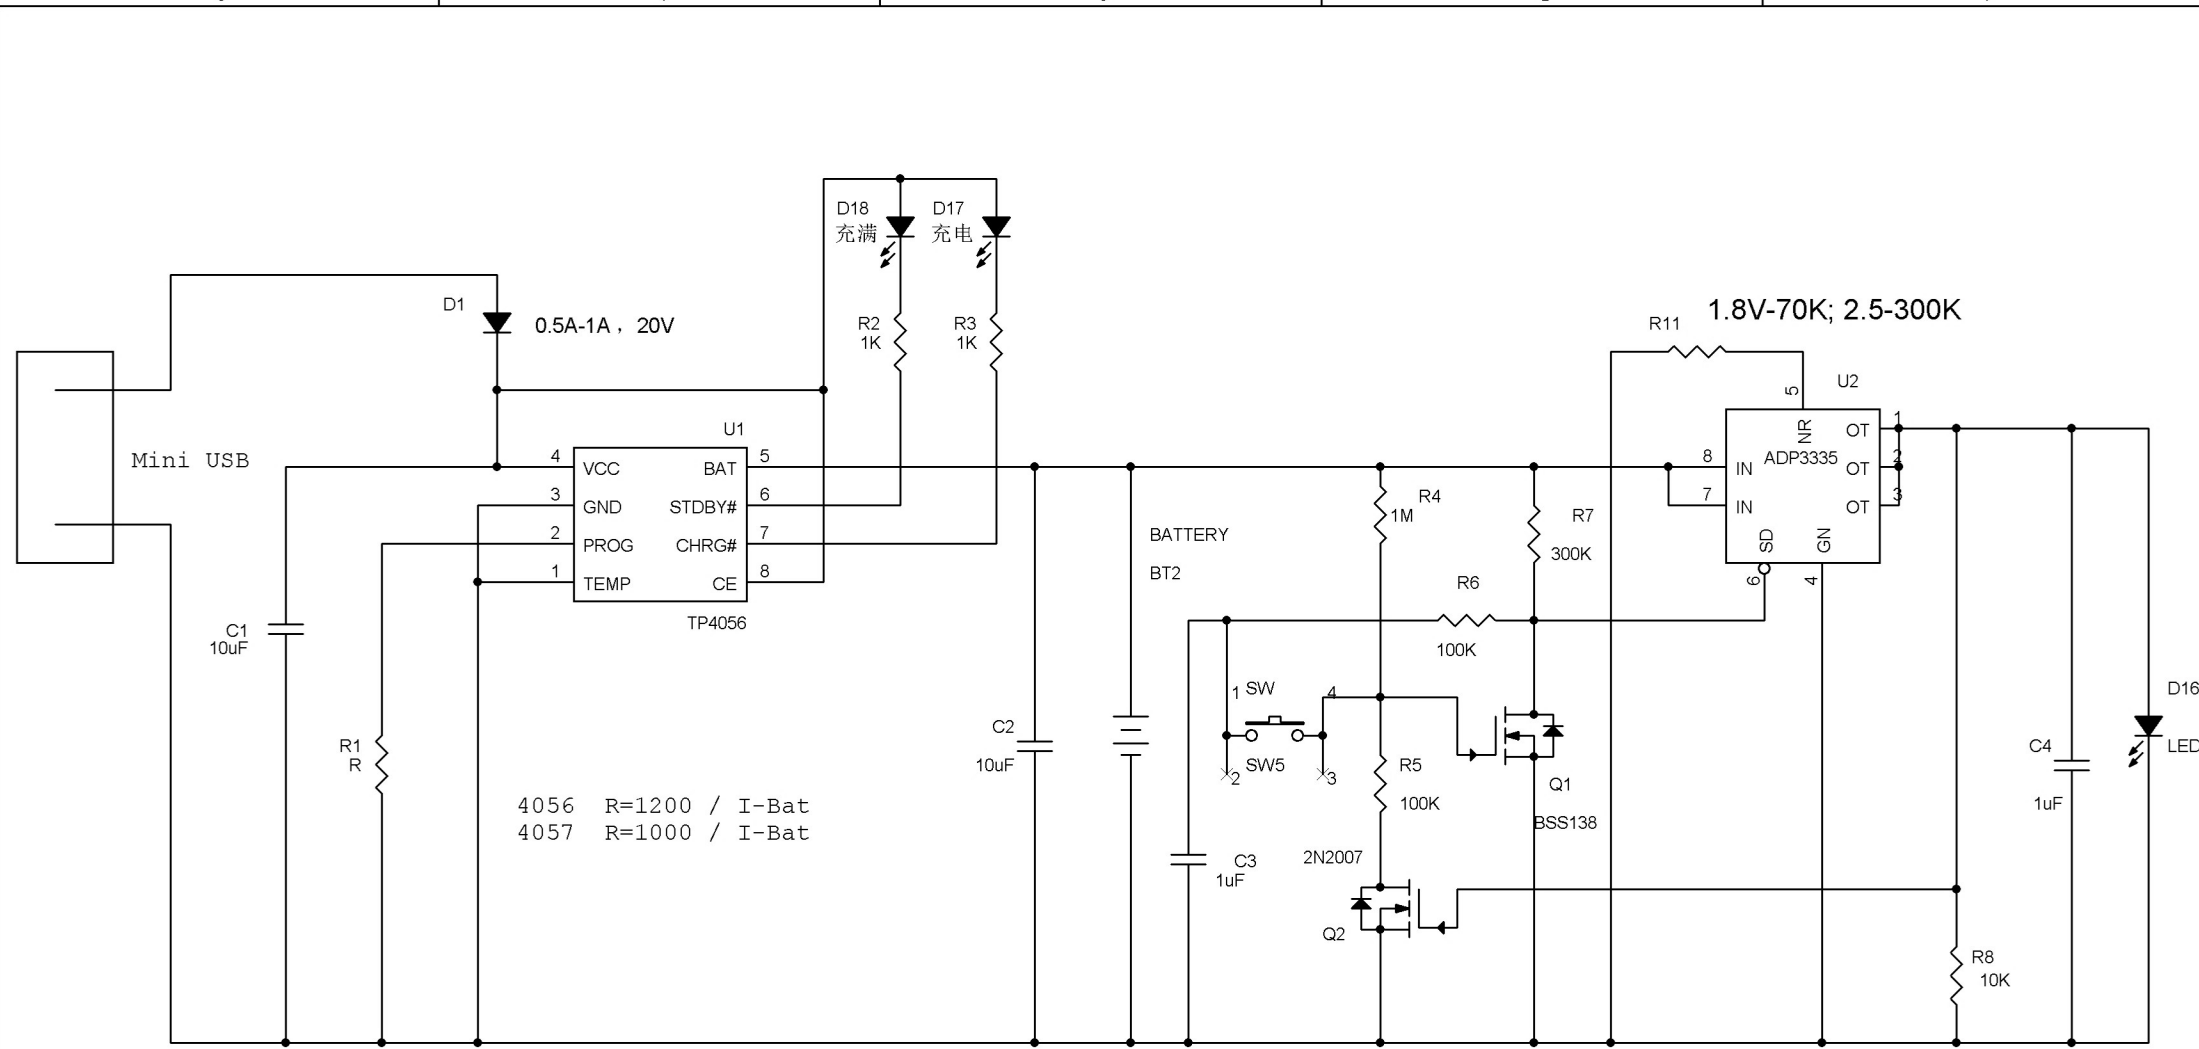 D18
充满
D17
充电
D1
0.5A-1A， 20V
R2
1K
R3
1K
1.8V-70K; 2.5-300K
R11
U2
5
NR
ADP3335
OT
1
OT
2
OT
3
8
IN
7
IN
SD
6
GN
4
Mini USB
U1
4
VCC
BAT
5
3
GND
STDBY#
6
2
PROG
CHRG#
7
1
TEMP
CE
8
TP4056
C1
10uF
R1
R
4056 R=1200 / I-Bat
4057 R=1000 / I-Bat
C2
10uF
BATTERY
BT2
R4
1M
R7
300K
R6
100K
1
SW
4
2
SW5
3
R5
100K
Q1
BSS138
C3
1uF
2N2007
Q2
R8
10K
C4
1uF
D16
LED